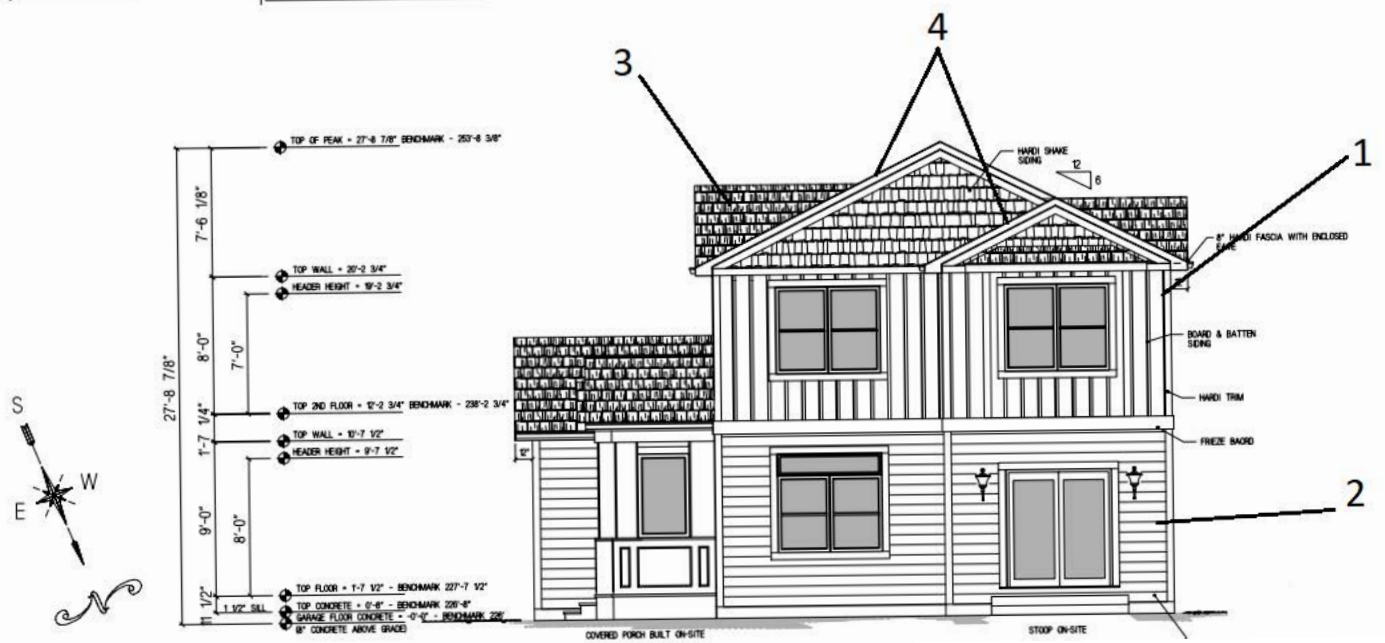 4
3
1
TOP OF PEAK = 27'-8 7/8" BENCHMARK - 253'-8 3/8"
HARDI SHAKE
SIDING
12
6
7'-6 1/8"
8" HARDI FASCIA WITH ENCLOSED
EAVE
TOP WALL = 20'-2 3/4"
HEADER HEIGHT = 19'-2 3/4"
BOARD & BATTEN
SIDING
8'-0"
7'-0"
27'-8 7/8"
HARDI TRIM
TOP 2ND FLOOR = 12'-2 3/4" BENCHMARK - 238'-2 3/4"
1'-7 1/4"
TOP WALL = 10'-7 1/2"
FRIEZE BAORD
HEADER HEIGHT = 9'-7 1/2"
12"
S
W
E
N
2
9'-0"
8'-0"
TOP FLOOR = 1'-7 1/2" - BENCHMARK 227'-7 1/2"
11 1/2"
1 1/2" SILL
TOP CONCRETE = 0'-8" - BENCHMARK 226'-8"
GARAGE FLOOR CONCRETE = -0'-0" - BENCHMARK 226'
(8" CONCRETE ABOVE GRADE)
COVERED PORCH BUILT ON-SITE
STOOP ON-SITE